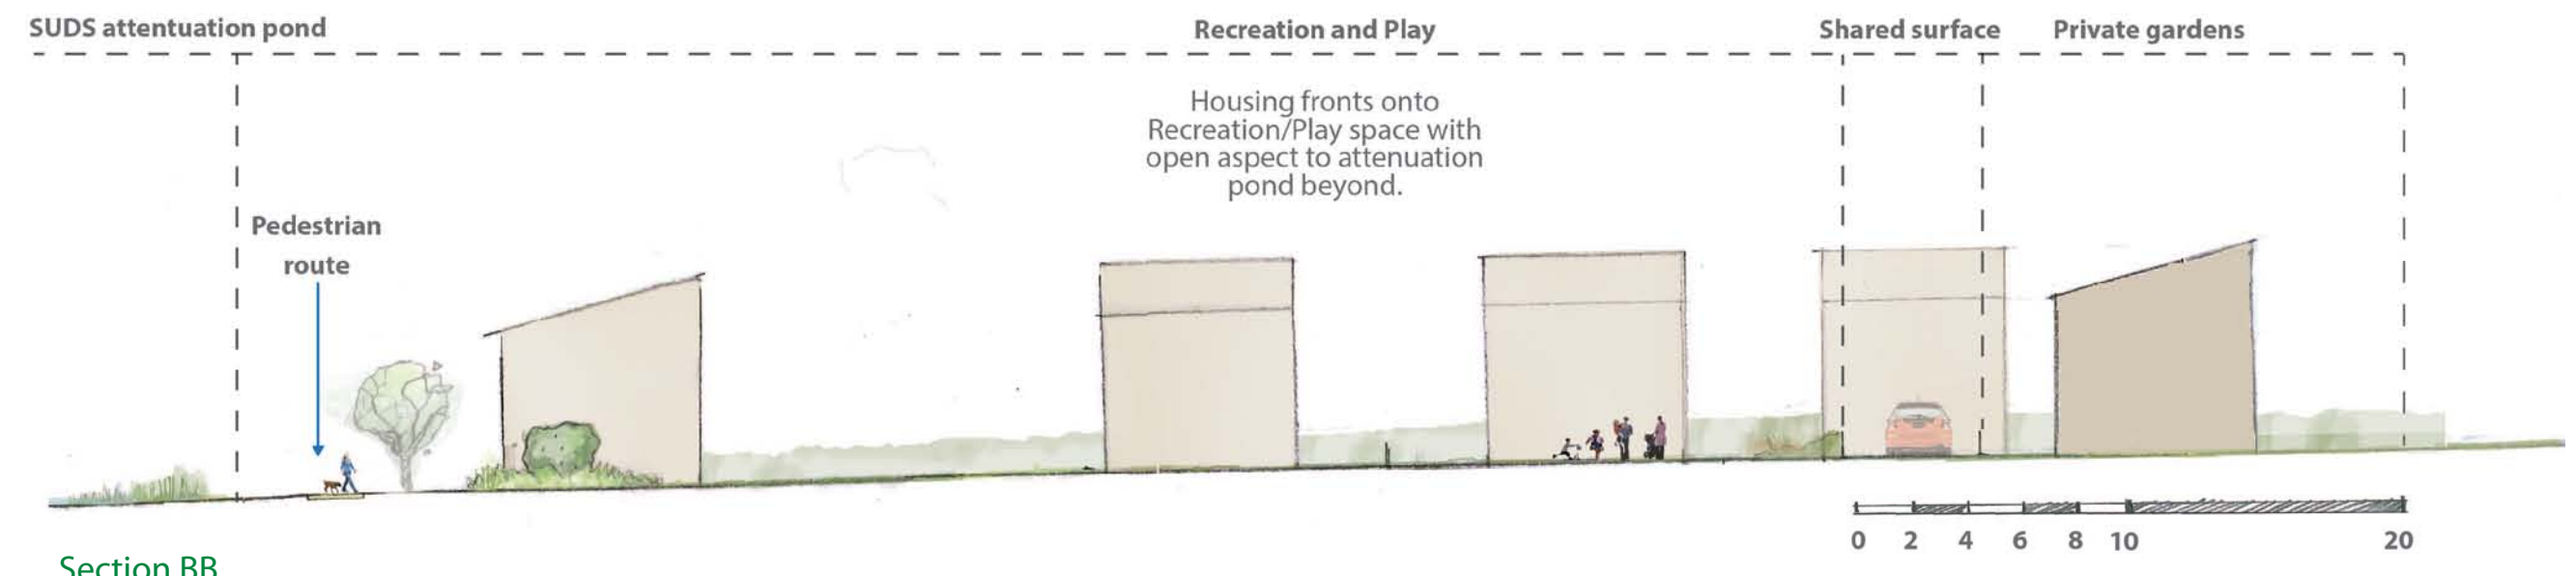 SUDS attentuation pond
Recreation and Play
Shared surface
Private gardens
Housing fronts onto
Recreation/Play space with
open aspect to attenuation
pond beyond.
Pedestrian
route
0 2 4 6 8 10 20
Section BB